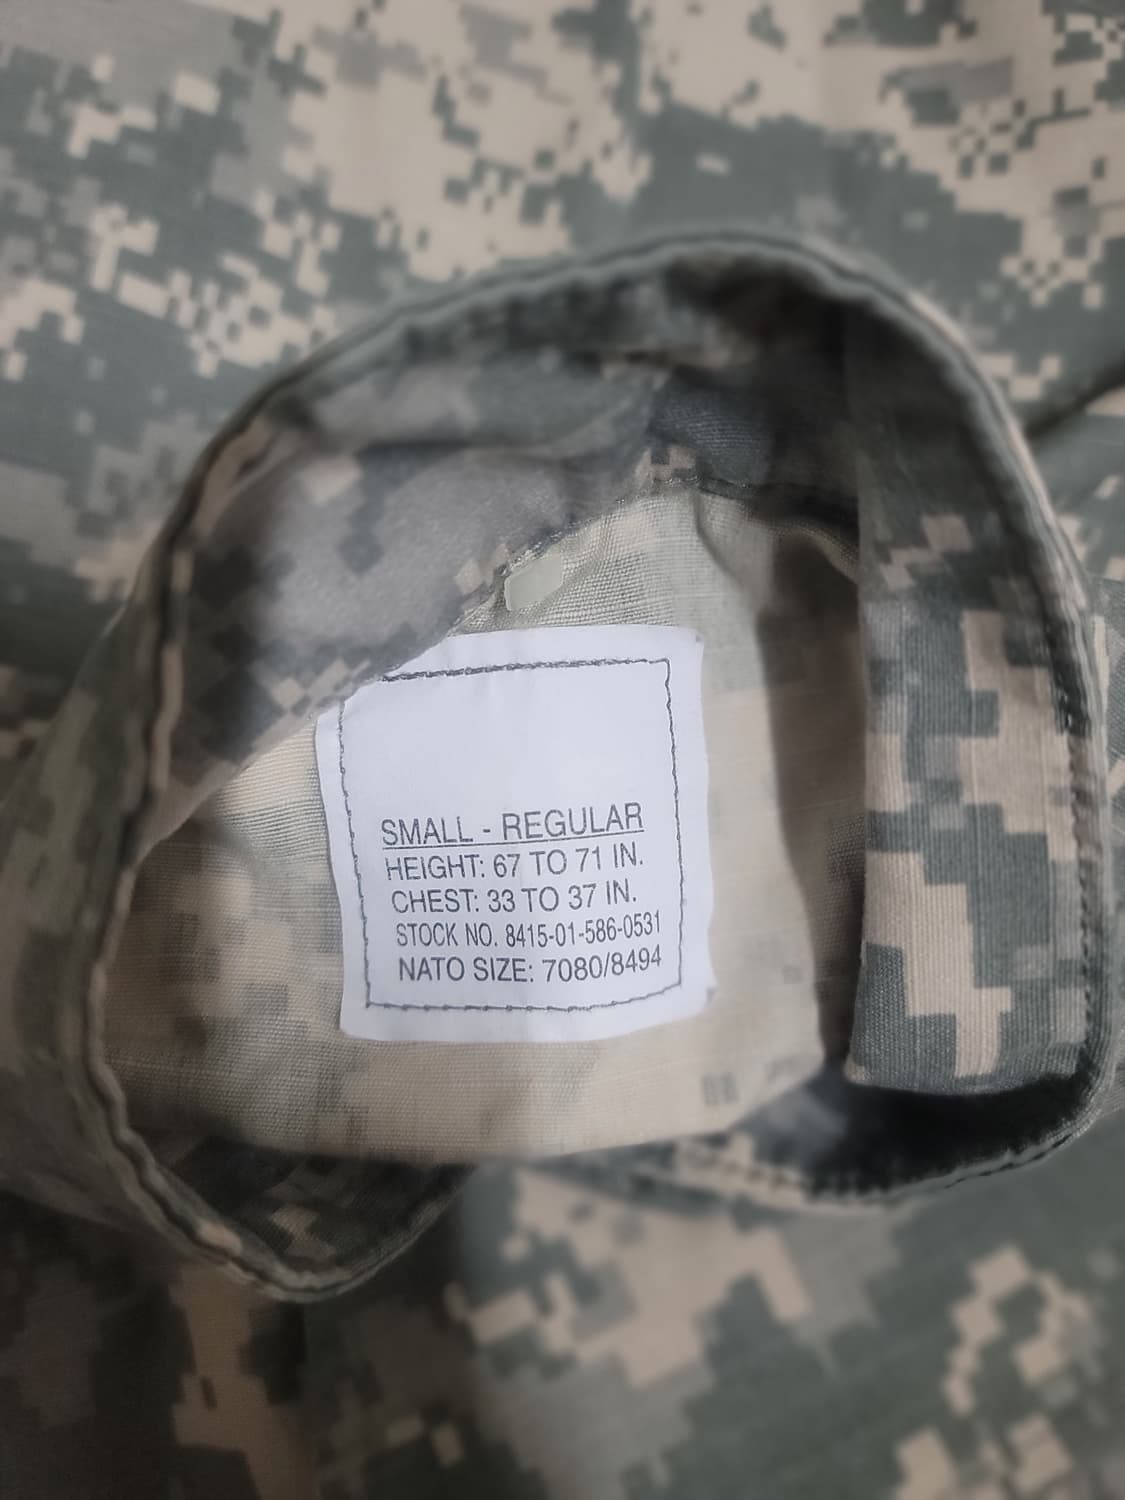 SMALL - REGULAR
HEIGHT: 67 TO 71 IN.
CHEST: 33 TO 37 IN.
STOCK NO. 8415-01-586-0531
NATO SIZE: 7080/8494